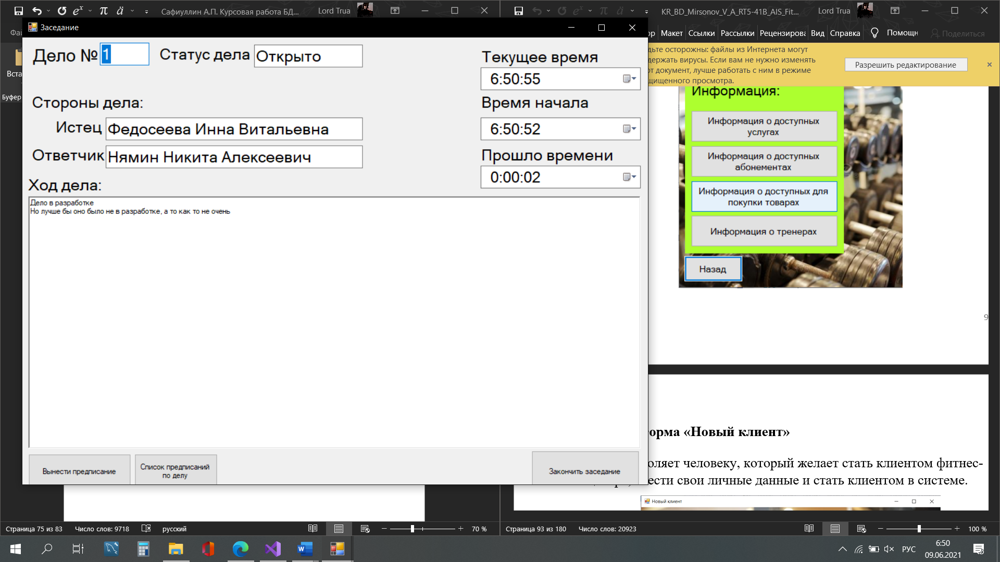 Сафиуллин А.П. Курсовая работа БД...
Lord Trua
KR_BD_Mirsonov_V_A_RT5-41B_AIS_Fit...
Lord Trua
Заседание
Дело №
1
Статус дела
Открыто
Текущее время
6:50:55
Стороны дела:
Время начала
Истец
Федосеева Инна Витальевна
6:50:52
Ответчик
Нямин Никита Алексеевич
Прошло времени
0:00:02
Ход дела:
Дело в разработке
Но лучше бы оно было не в разработке, а то как то не очень
Вынести предписание
Список предписаний
по делу
Закончить заседание
Фай
Вста
Буфер
ор
Макет
Ссылки
Рассылки
Рецензирова
Вид
Справка
Помощн
Поделиться
дьте осторожны: файлы из Интернета могут
держать вирусы. Если вам не нужно изменять
от документ, лучше работать с ним в режиме
щищенного просмотра.
Разрешить редактирование
Информация:
Информация о доступных
услугах
Информация о доступных
абонементах
Информация о доступных для
покупки товарах
Информация о тренерах
Назад
9
орма «Новый клиент»
оляет человеку, который желает стать клиентом фитнес-
ести свои личные данные и стать клиентом в системе.
Новый клиент
Страница 75 из 83
Число слов: 9718
русский
70 %
Страница 93 из 180
Число слов: 20923
100 %
РУС
6:50
09.06.2021